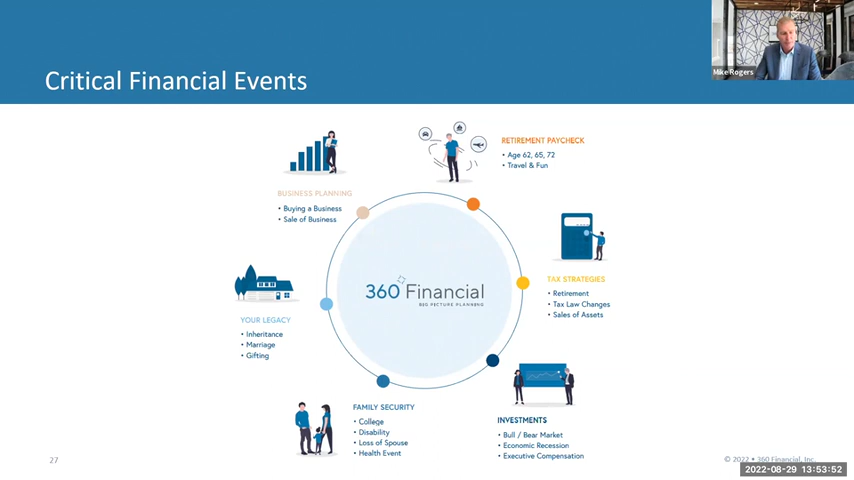 Critical Financial Events
Mike Rogers
RETIREMENT PAYCHECK
• Age 62, 65, 72
• Travel & Fun
BUSINESS PLANNING
• Buying a Business
• Sale of Business
TAX STRATEGIES
• Retirement
• Tax Law Changes
• Sales of Assets
360 Financial
BIG PICTURE PLANNING
YOUR LEGACY
• Inheritance
• Marriage
• Gifting
FAMILY SECURITY
• College
• Disability
• Loss of Spouse
• Health Event
INVESTMENTS
• Bull / Bear Market
• Economic Recession
• Executive Compensation
27
© 2022 • 360 Financial, Inc.
2022-08-29 13:53:52